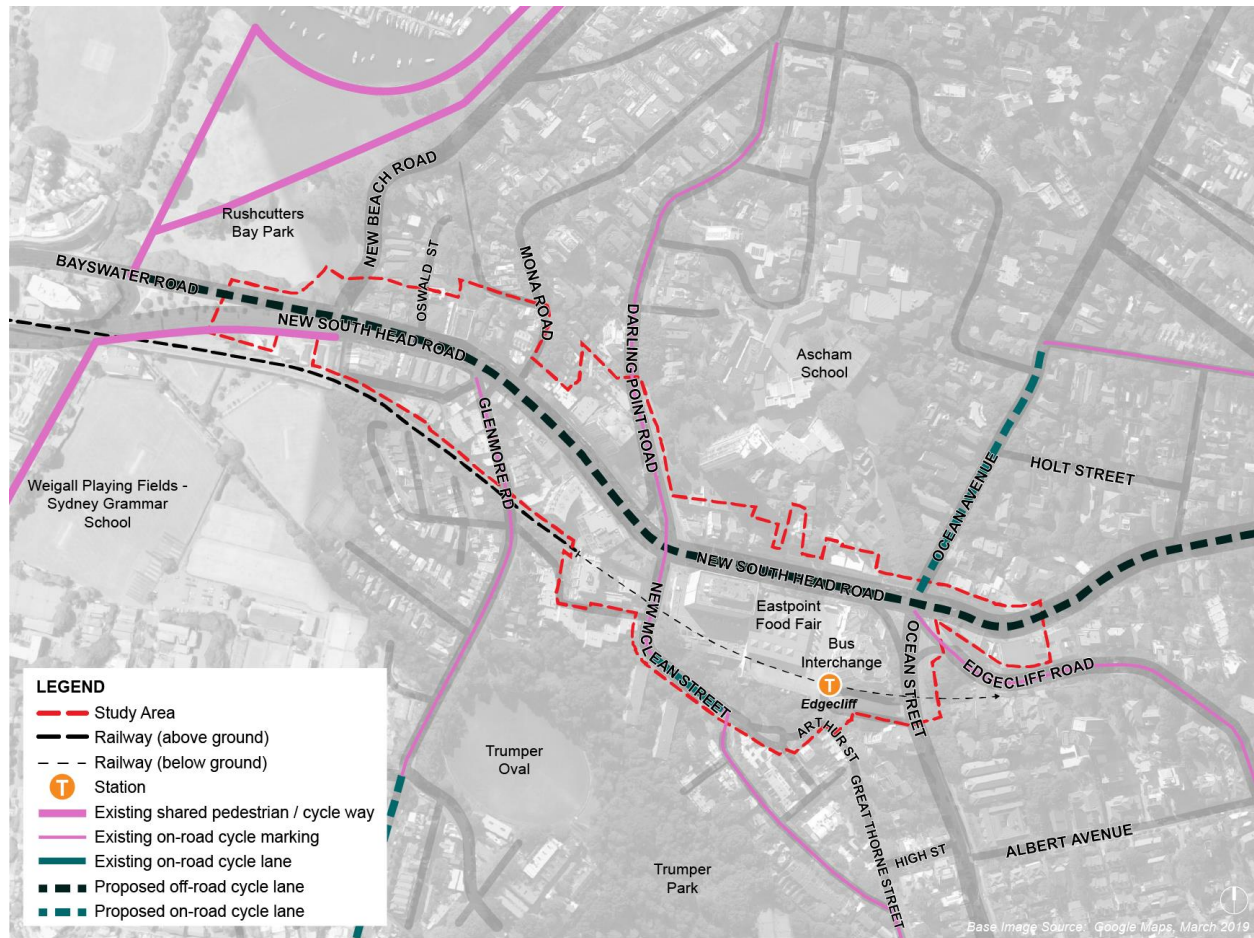 NEW BEACH ROAD
Rushcutters
Bay Park
BAYSWATER ROAD
OSWALD ST
MONA ROAD
NEW SOUTH HEAD ROAD
DARLING POINT ROAD
Ascham
School
GLENMORE RD
HOLT STREET
Weigall Playing Fields -
Sydney Grammar
School
OCEAN AVENUE
NEW SOUTH HEAD ROAD
Eastpoint
Food Fair
NEW MCLEAN STREET
Bus
Interchange
OCEAN STREET
EDGECLIFF ROAD
T
Edgecliff
ARTHUR ST
Trumper
Oval
GREAT THORNE STREET
ALBERT AVENUE
HIGH ST
Trumper
Park
LEGEND
Study Area
Railway (above ground)
Railway (below ground)
T Station
Existing shared pedestrian / cycle way
Existing on-road cycle marking
Existing on-road cycle lane
Proposed off-road cycle lane
Proposed on-road cycle lane
Base Image Source: Google Maps, March 2019